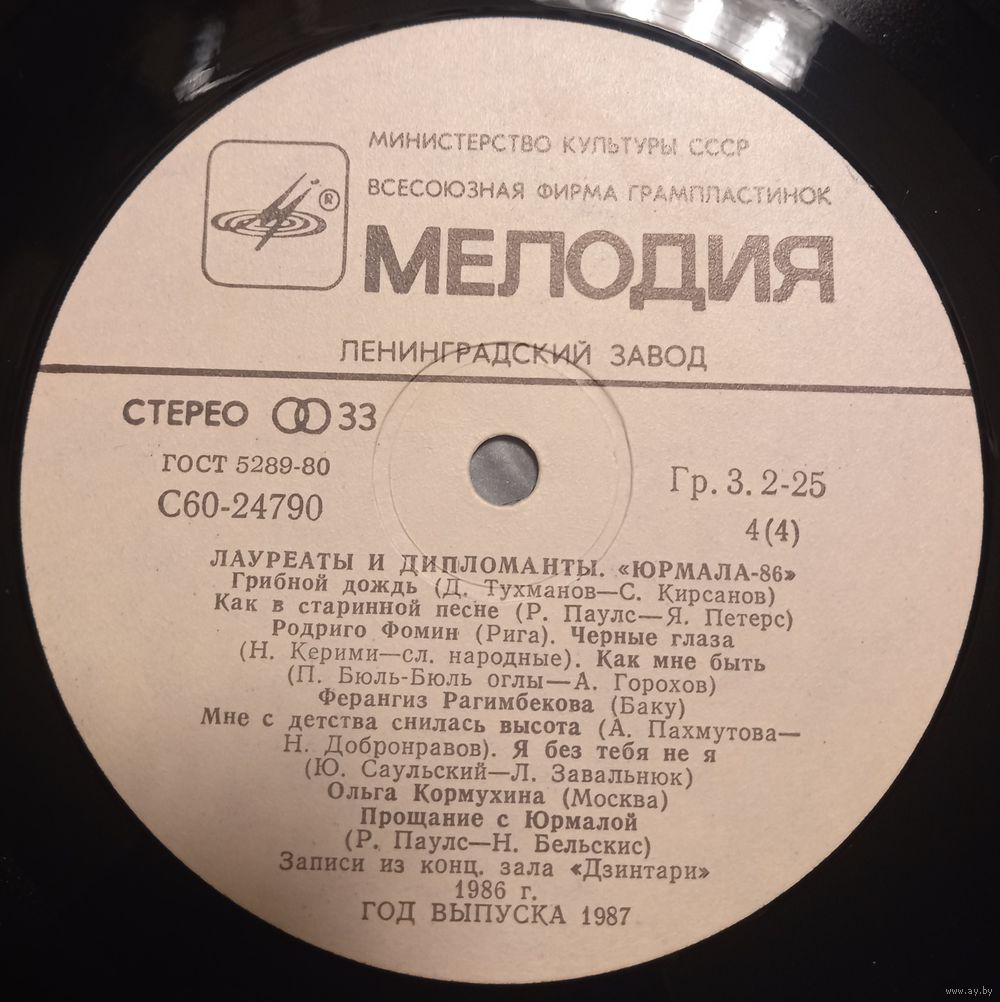 МИНИСТЕРСТВО КУЛЬТУРЫ СССР
ВСЕСОЮЗНАЯ ФИРМА ГРАМПЛАСТИНОК
®
МЕЛОДИЯ
ЛЕНИНГРАДСКИЙ ЗАВОД
СТЕРЕО 33
ГОСТ 5289-80
С60-24790
Гр. 3. 2-25
4(4)
ЛАУРЕАТЫ И ДИПЛОМАНТЫ. «ЮРМАЛА-86»
Грибной дождь (Д. Тухманов—С. Кирсанов)
Как в старинной песне (Р. Паулс—Я. Петерс)
Родриго Фомин (Рига). Черные глаза
(Н. Керими—сл. народные). Как мне быть
(П. Бюль-Бюль оглы—А. Горохов)
Ферангиз Рагимбекова (Баку)
Мне с детства снилась высота (А. Пахмутова—
Н. Добронравов). Я без тебя не я
(Ю. Саульский—Л. Завальнюк)
Ольга Кормухина (Москва)
Прощание с Юрмалой
(Р. Паулс—Н. Бельскис)
Записи из конц. зала «Дзинтари»
1986 г.
ГОД ВЫПУСКА 1987
www.ay.by